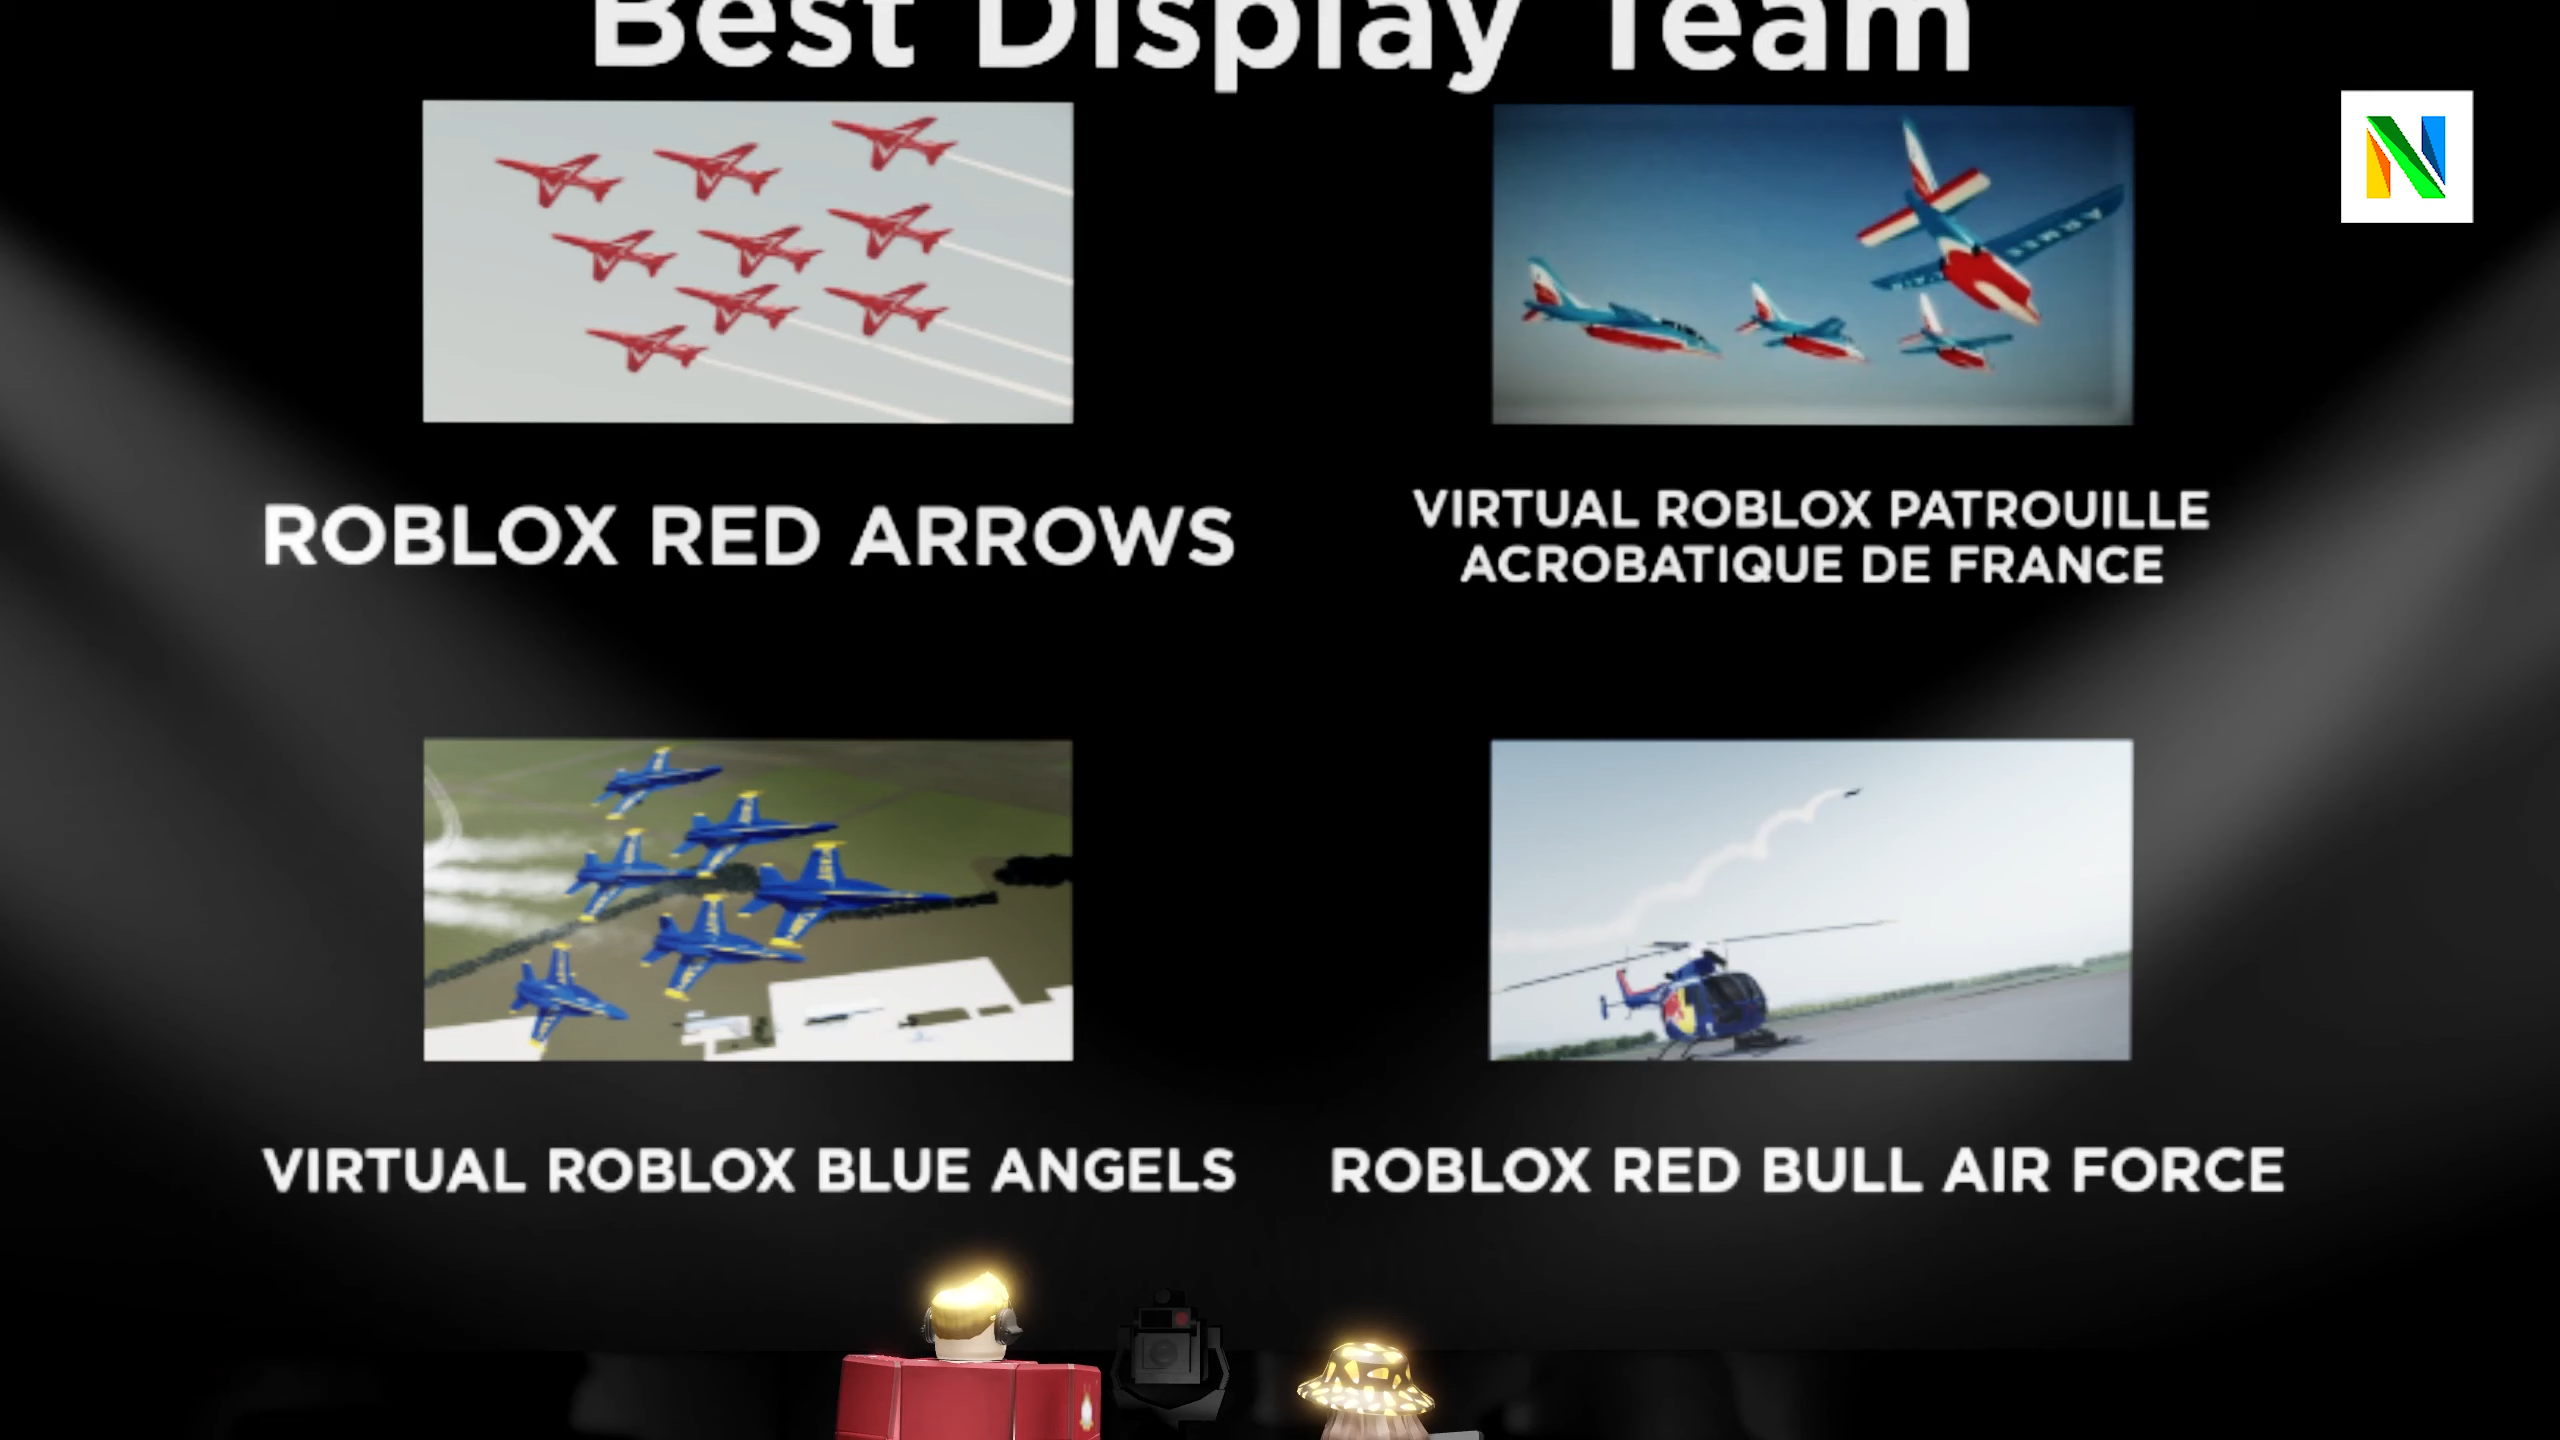 Best Display Team
ROBLOX RED ARROWS
VIRTUAL ROBLOX PATROUILLE
ACROBATIQUE DE FRANCE
VIRTUAL ROBLOX BLUE ANGELS
ROBLOX RED BULL AIR FORCE